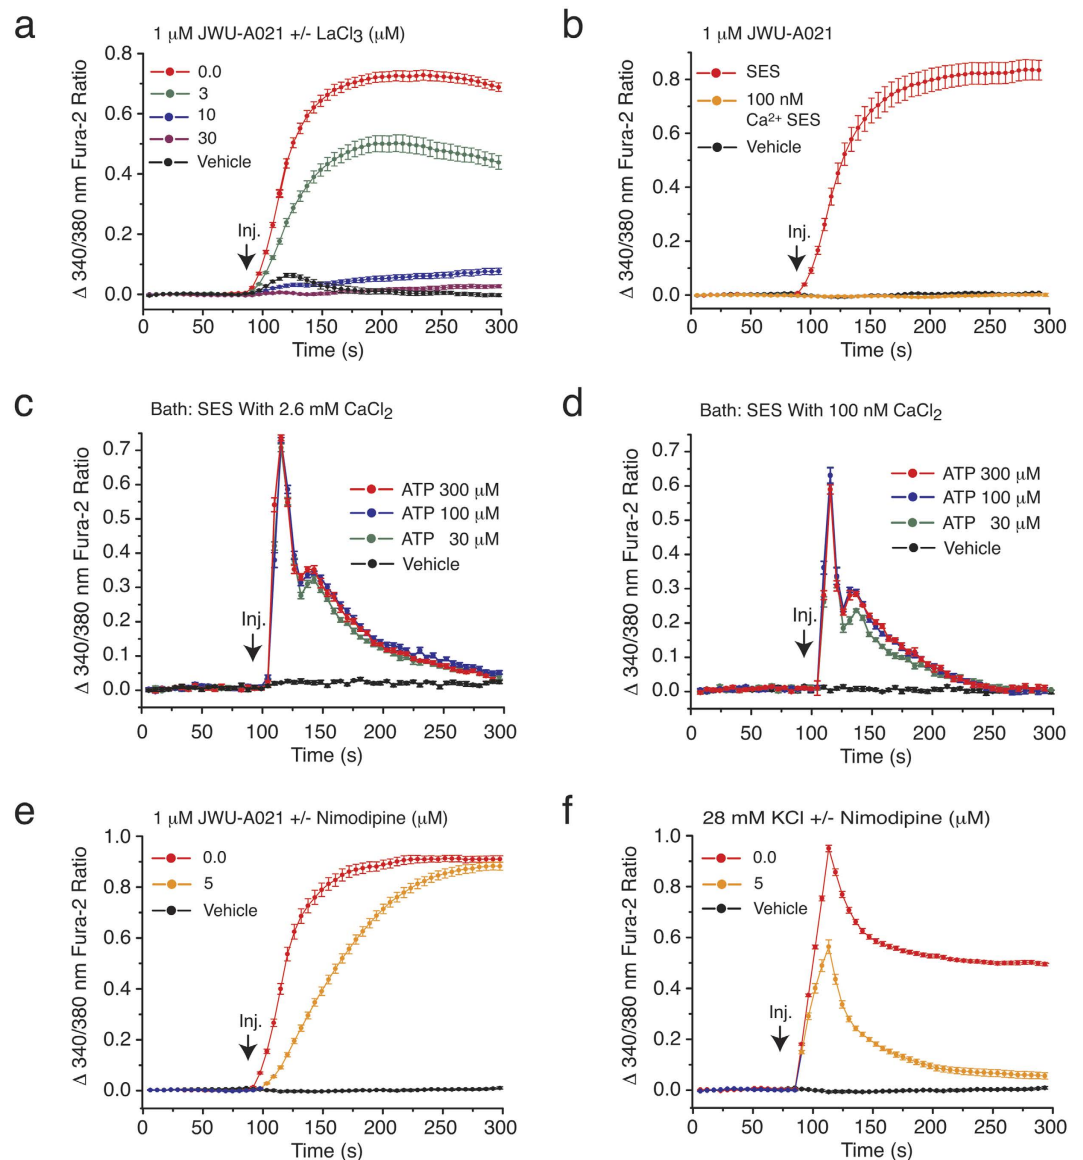 a
1 μM JWU-A021 +/- LaCl3 (μM)
0.0
3
10
30
Vehicle
Inj.
0.8
0.6
0.4
0.2
0.0
Δ 340/380 nm Fura-2 Ratio
0 50 100 150 200 250 300
Time (s)
b
1 μM JWU-A021
SES
100 nM
Ca²⁺ SES
Vehicle
Inj.
0.8
0.6
0.4
0.2
0.0
Δ 340/380 nm Fura-2 Ratio
0 50 100 150 200 250 300
Time (s)
c
Bath: SES With 2.6 mM CaCl2
ATP 300 μM
ATP 100 μM
ATP 30 μM
Vehicle
Inj.
0.7
0.6
0.5
0.4
0.3
0.2
0.1
0.0
Δ 340/380 nm Fura-2 Ratio
0 50 100 150 200 250 300
Time (s)
d
Bath: SES With 100 nM CaCl2
ATP 300 μM
ATP 100 μM
ATP 30 μM
Vehicle
Inj.
0.7
0.6
0.5
0.4
0.3
0.2
0.1
0.0
Δ 340/380 nm Fura-2 Ratio
0 50 100 150 200 250 300
Time (s)
e
1 μM JWU-A021 +/- Nimodipine (μM)
0.0
5
Vehicle
Inj.
1.0
0.8
0.6
0.4
0.2
0.0
Δ 340/380 nm Fura-2 Ratio
0 50 100 150 200 250 300
Time (s)
f
28 mM KCl +/- Nimodipine (μM)
0.0
5
Vehicle
Inj.
1.0
0.8
0.6
0.4
0.2
0.0
Δ 340/380 nm Fura-2 Ratio
0 50 100 150 200 250 300
Time (s)